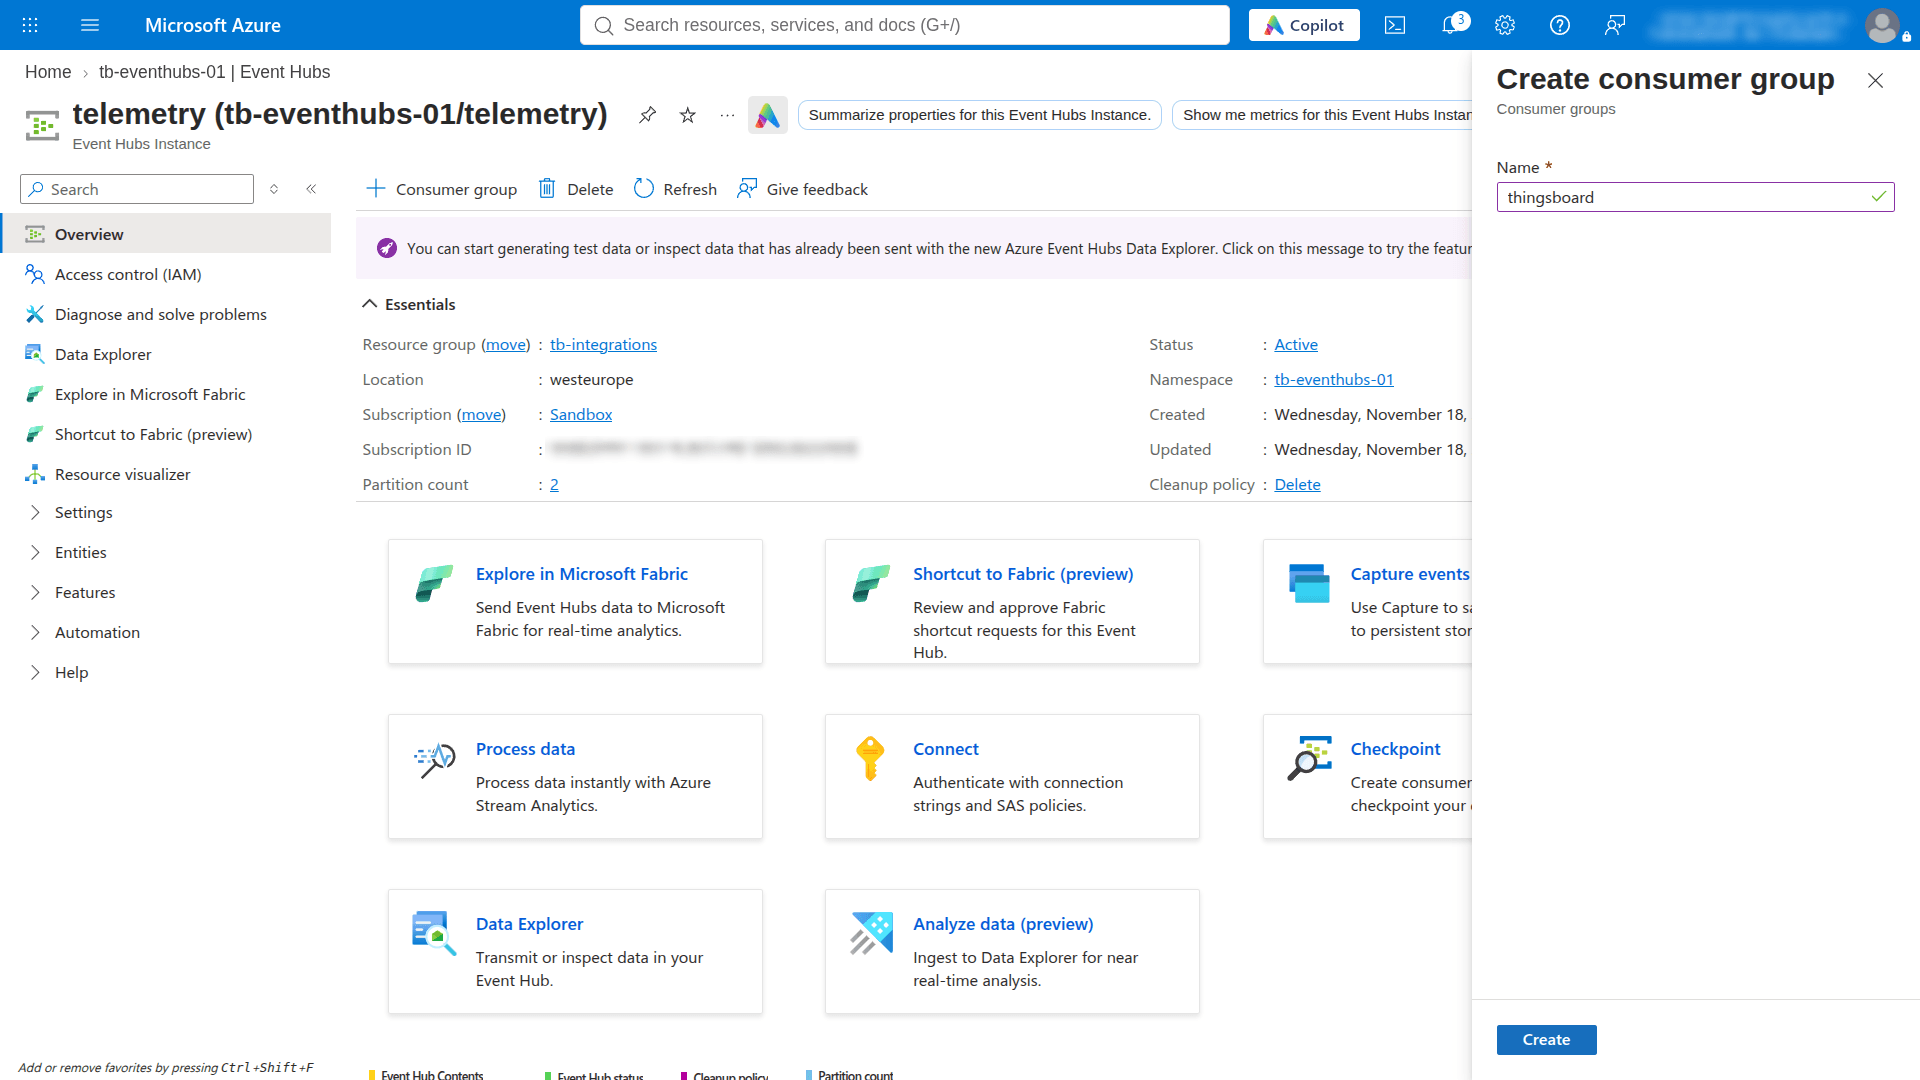 Microsoft Azure
Search resources, services, and docs (G+/)
Copilot
3
Home › tb-eventhubs-01 | Event Hubs
telemetry (tb-eventhubs-01/telemetry)
Event Hubs Instance
Summarize properties for this Event Hubs Instance.
Show me metrics for this Event Hubs Instan
Search
Overview
Access control (IAM)
Diagnose and solve problems
Data Explorer
Explore in Microsoft Fabric
Shortcut to Fabric (preview)
Resource visualizer
Settings
Entities
Features
Automation
Help
Add or remove favorites by pressing Ctrl+Shift+F
Consumer group
Delete
Refresh
Give feedback
You can start generating test data or inspect data that has already been sent with the new Azure Event Hubs Data Explorer. Click on this message to try the featur
Essentials
Resource group (move) : tb-integrations
Location : westeurope
Subscription (move) : Sandbox
Subscription ID :
Partition count : 2
Status : Active
Namespace : tb-eventhubs-01
Created : Wednesday, November 18,
Updated : Wednesday, November 18,
Cleanup policy : Delete
Explore in Microsoft Fabric
Send Event Hubs data to Microsoft
Fabric for real-time analytics.
Shortcut to Fabric (preview)
Review and approve Fabric
shortcut requests for this Event
Hub.
Capture events
Use Capture to sa
to persistent stor
Process data
Process data instantly with Azure
Stream Analytics.
Connect
Authenticate with connection
strings and SAS policies.
Checkpoint
Create consumer
checkpoint your
Data Explorer
Transmit or inspect data in your
Event Hub.
Analyze data (preview)
Ingest to Data Explorer for near
real-time analysis.
Event Hub Contents
Event Hub status
Cleanup policy
Partition count
Create consumer group
Consumer groups
Name *
thingsboard
Create